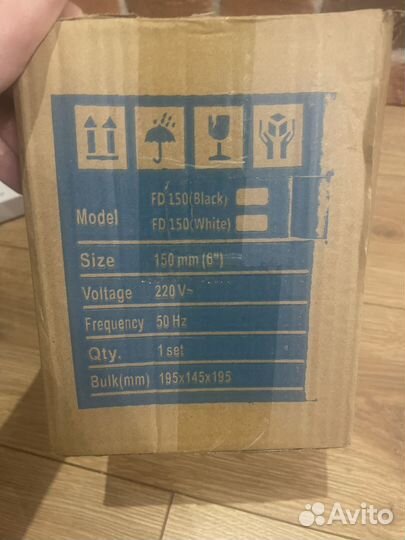 FD 150(Black)
Model
FD 150(White)
Size 150 mm (6")
Voltage 220 V~
Frequency 50 Hz
Qty. 1 set
Bulk(mm) 195x145x195
Avito